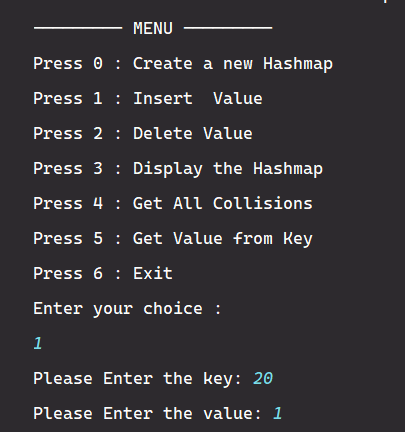 ───────── MENU ─────────
Press 0 : Create a new Hashmap
Press 1 : Insert  Value
Press 2 : Delete Value
Press 3 : Display the Hashmap
Press 4 : Get All Collisions
Press 5 : Get Value from Key
Press 6 : Exit
Enter your choice :
1
Please Enter the key: 20
Please Enter the value: 1